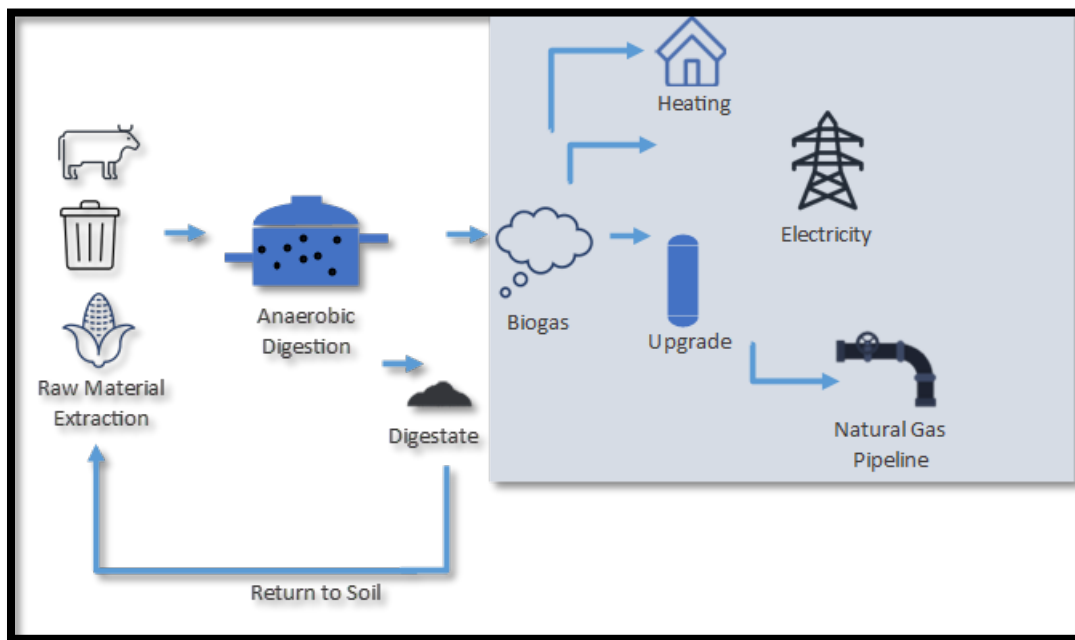 Heating
Electricity
Anaerobic
Digestion
Biogas
Upgrade
Raw Material
Extraction
Digestate
Natural Gas
Pipeline
Return to Soil